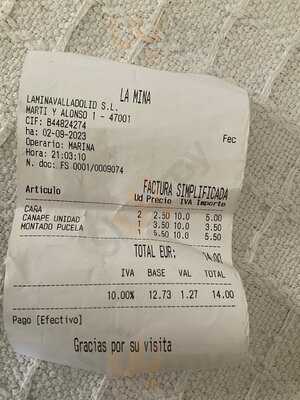 LA MINA
LAMINAVALLADOLID S.L.
MARTI Y ALONSO 1 - 47001
CIF: B44824274
Fec
ha: 02-09-2023
Operario: MARINA
Hora: 21:03:10
N. doc: FS 0001/0009074
FACTURA SIMPLIFICADA
Articulo Ud Precio IVA Importe
CAÑA 2 2.50 10.0 5.00
CANAPE UNIDAD 1 3.50 10.0 3.50
MONTADO PUCELA 1 5.50 10.0 5.50
TOTAL EUR: 14.00
IVA BASE VAL TOTAL
10.00% 12.73 1.27 14.00
Pago [Efectivo]
Gracias por su visita